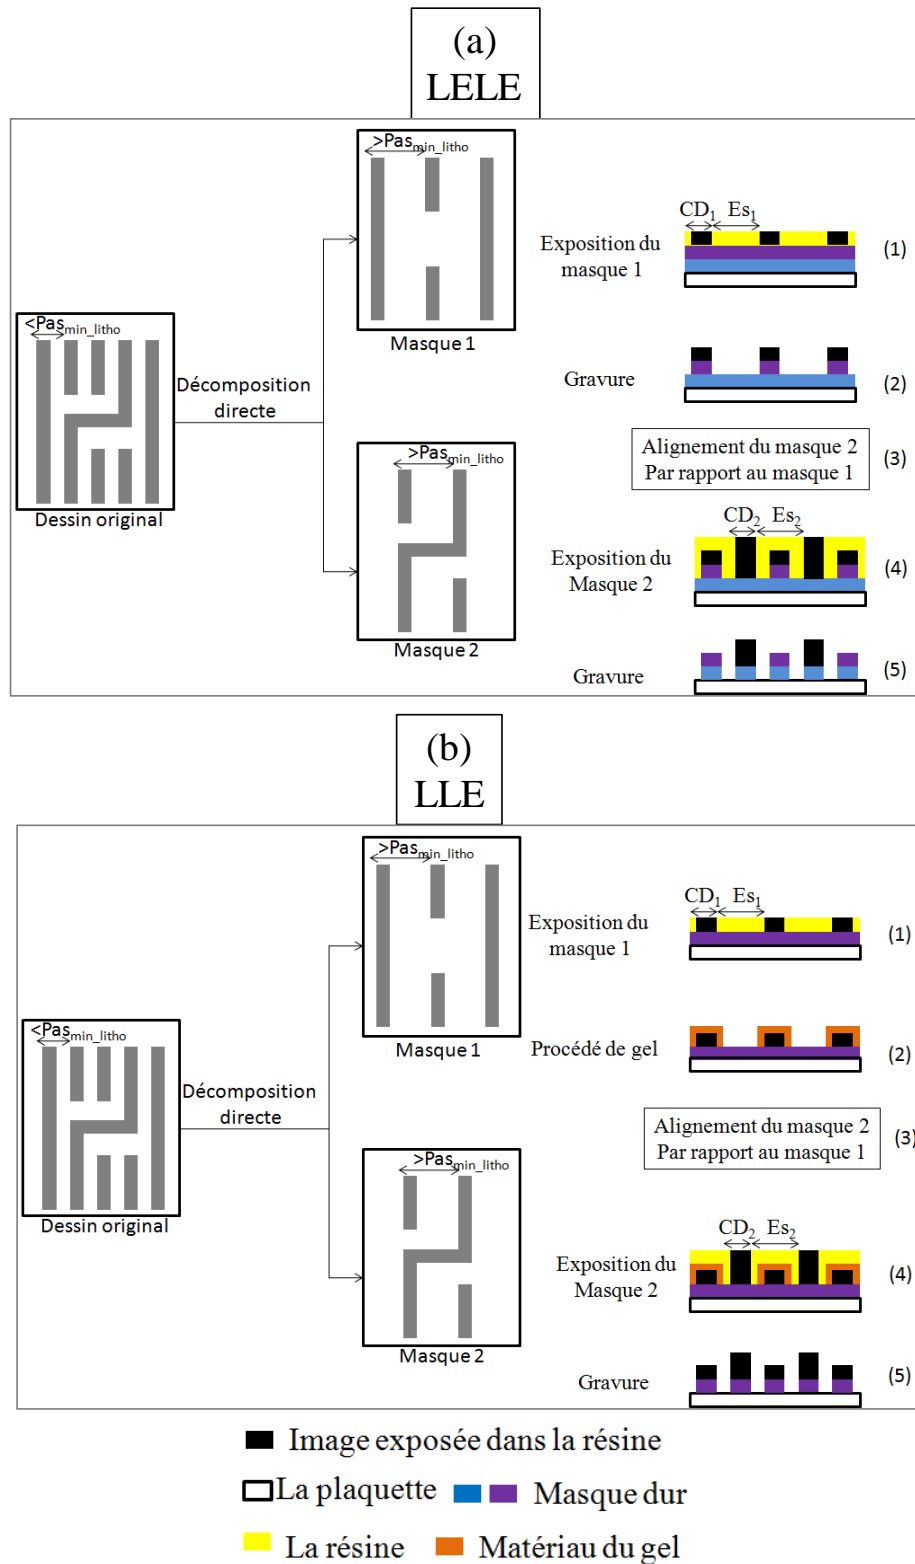 (a)
LELE
>Pasmin_litho
Masque 1
<Pasmin_litho
Dessin original
Décomposition
directe
>Pasmin_litho
Masque 2
CD1 Es1
Exposition du
masque 1
(1)
Gravure
(2)
Alignement du masque 2
Par rapport au masque 1
(3)
CD2 Es2
Exposition du
Masque 2
(4)
Gravure
(5)
(b)
LLE
>Pasmin_litho
Masque 1
<Pasmin_litho
Dessin original
Décomposition
directe
>Pasmin_litho
Masque 2
CD1 Es1
Exposition du
masque 1
(1)
Procédé de gel
(2)
Alignement du masque 2
Par rapport au masque 1
(3)
CD2 Es2
Exposition du
Masque 2
(4)
Gravure
(5)
Image exposée dans la résine
La plaquette Masque dur
La résine Matériau du gel